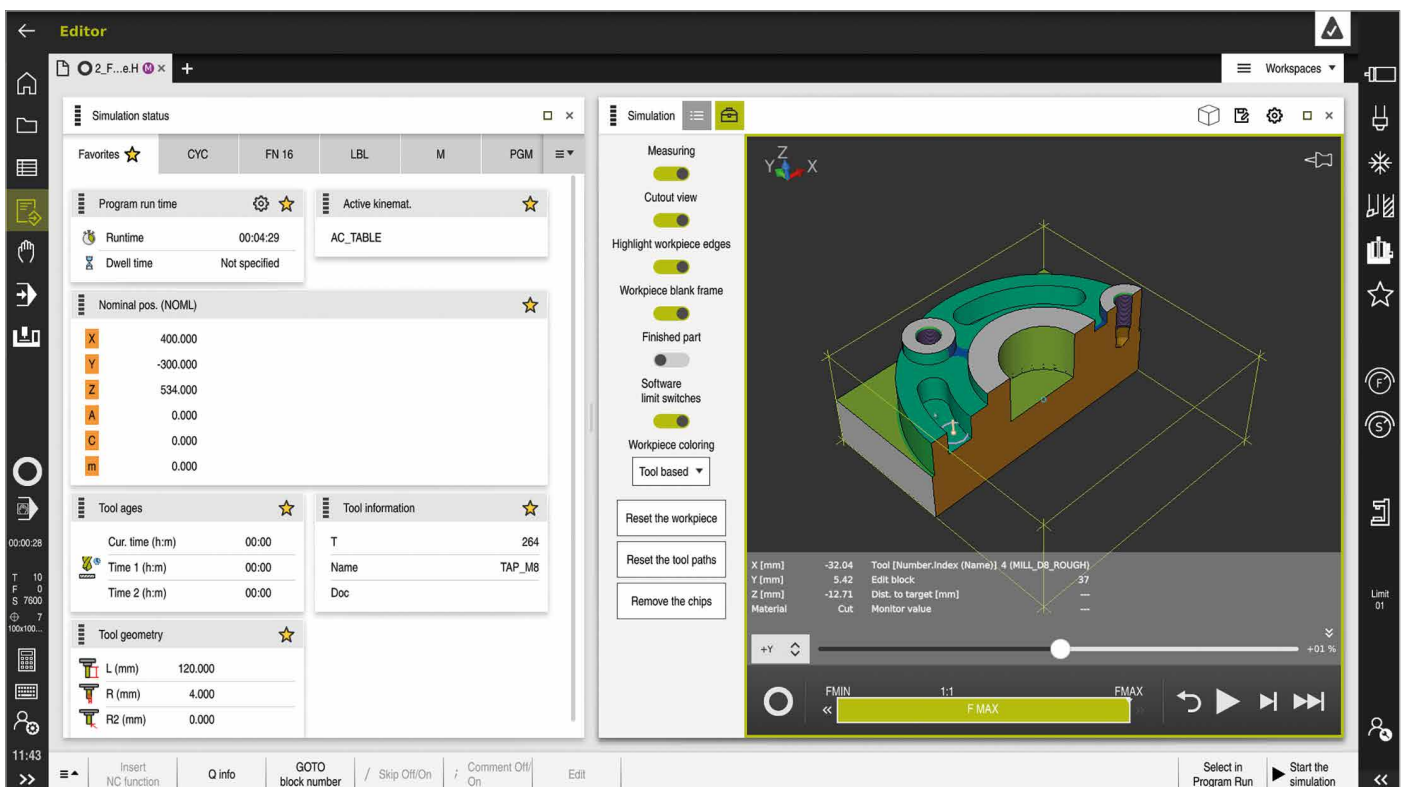 Editor
2_F...e.H M × +
Workspaces
Simulation status
Favorites CYC FN 16 LBL M PGM
Program run time
Runtime 00:04:29
Dwell time Not specified
Active kinemat.
AC_TABLE
Nominal pos. (NOML)
X 400.000
Y -300.000
Z 534.000
A 0.000
C 0.000
m 0.000
Tool ages
Cur. time (h:m) 00:00
Time 1 (h:m) 00:00
Time 2 (h:m) 00:00
Tool information
T 264
Name TAP_M8
Doc
Tool geometry
L (mm) 120.000
R (mm) 4.000
R2 (mm) 0.000
Simulation
Measuring
Cutout view
Highlight workpiece edges
Workpiece blank frame
Finished part
Software
limit switches
Workpiece coloring
Tool based
Reset the workpiece
Reset the tool paths
Remove the chips
Z
Y X
X [mm] -32.04 Tool [Number.Index (Name)] 4 (MILL_D8_ROUGH)
Y [mm] 5.42 Edit block 37
Z [mm] -12.71 Dist. to target [mm] ---
Material Cut Monitor value ---
+Y +01 %
FMIN 1:1 FMAX
F MAX
00:00:28
T 10
F 0
S 7600
7
100x100...
11:43
F
S
Limit
01
Insert
NC function
Q info
GOTO
block number
/ Skip Off/On
; Comment Off/
On
Edit
Select in
Program Run
Start the
simulation